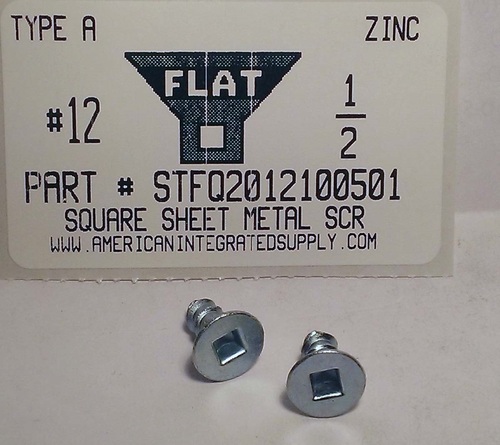 TYPE A ZINC
FLAT
#12 1/2
PART # STFQ2012100501
SQUARE SHEET METAL SCR
WWW.AMERICANINTEGRATEDSUPPLY.COM